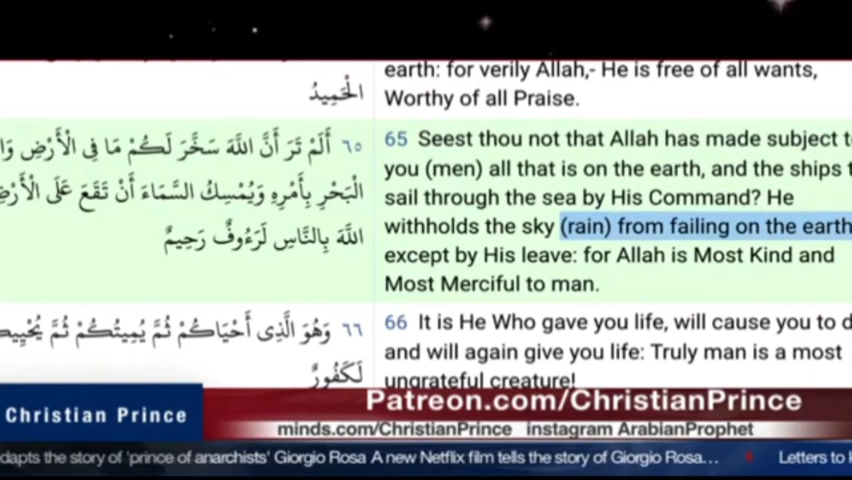 الْحَمِيدُ
earth: for verily Allah,- He is free of all wants,
Worthy of all Praise.
٦٥ أَلَمْ تَرَ أَنَّ اللَّهَ سَخَّرَ لَكُمْ مَا فِي الْأَرْضِ
الْبَحْرِ بِأَمْرِهِ وَيُمْسِكُ السَّمَاءَ أَنْ تَقَعَ عَلَى
اللَّهَ بِالنَّاسِ لَرَءُوفٌ رَحِيمٌ
65 Seest thou not that Allah has made subject
you (men) all that is on the earth, and the ships
sail through the sea by His Command? He
withholds the sky (rain) from failing on the earth
except by His leave: for Allah is Most Kind and
Most Merciful to man.
٦٦ وَهُوَ الَّذِي أَحْيَاكُمْ ثُمَّ يُمِيتُكُمْ ثُمَّ
لَكَفُورٌ
66 It is He Who gave you life, will cause you to
and will again give you life: Truly man is a most
ungrateful creature!
Patreon.com/ChristianPrince
Christian Prince
minds.com/ChristianPrince instagram ArabianProphet
dapts the story of 'prince of anarchists' Giorgio Rosa A new Netflix film tells the story of Giorgio Rosa... Letters to